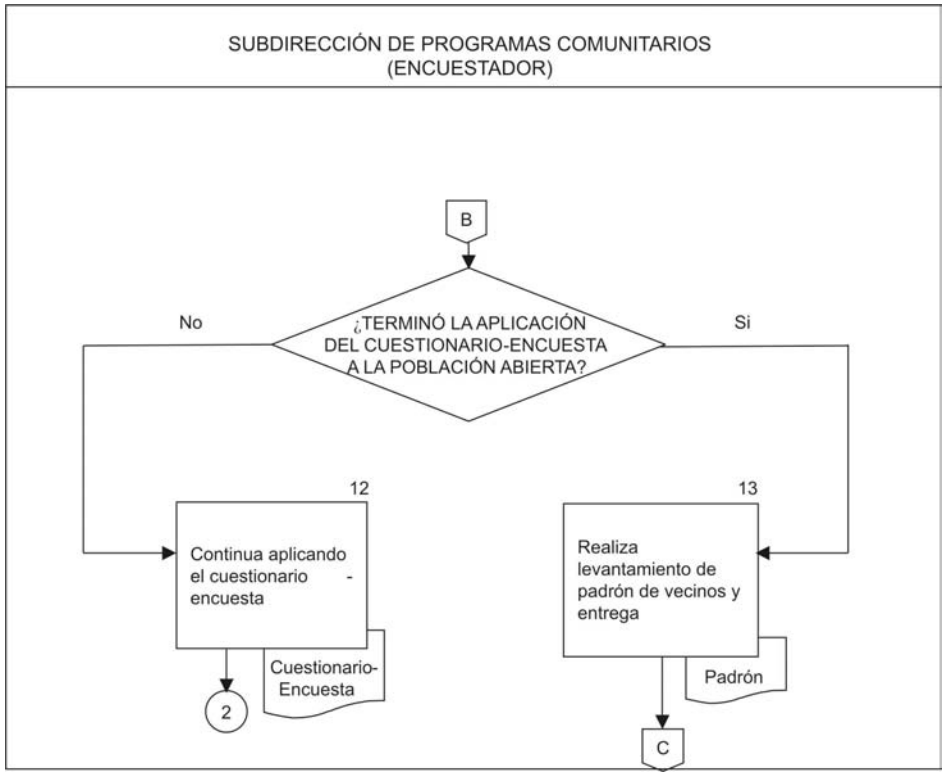 SUBDIRECCIÓN DE PROGRAMAS COMUNITARIOS
(ENCUESTADOR)
B
¿TERMINÓ LA APLICACIÓN
DEL CUESTIONARIO-ENCUESTA
A LA POBLACIÓN ABIERTA?
No
Si
12
Continua aplicando
el cuestionario -
encuesta
Cuestionario-
Encuesta
2
13
Realiza
levantamiento de
padrón de vecinos y
entrega
Padrón
C